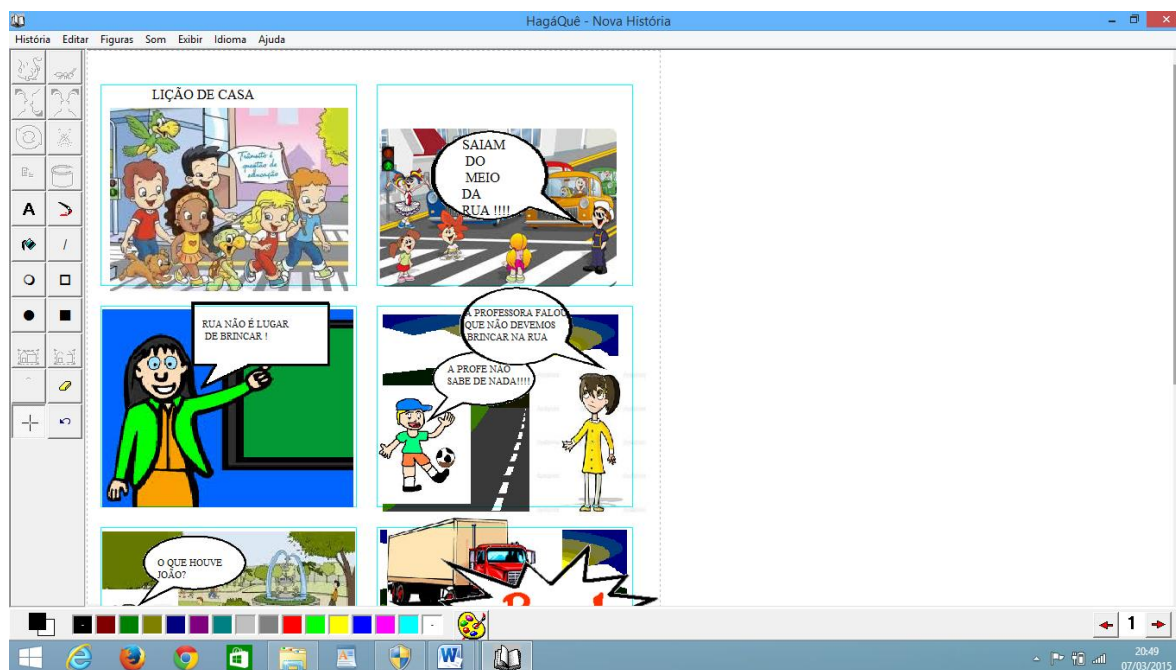 HagáQuê - Nova História
História Editar Figuras Som Exibir Idioma Ajuda
LIÇÃO DE CASA
Trânsito é
questão de
educação
SAIAM
DO
MEIO
DA
RUA !!!!
RUA NÃO É LUGAR
DE BRINCAR !
A PROFESSORA FALOU
QUE NÃO DEVEMOS
BRINCAR NA RUA
A PROFE NÃO
SABE DE NADA!!!!
O QUE HOUVE
JOÃO?
A
1
W
20:49
07/03/2015